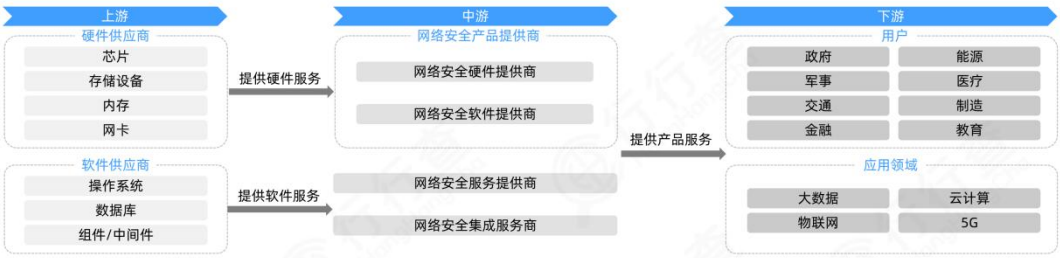 上游
硬件供应商
芯片
存储设备
内存
网卡
软件供应商
操作系统
数据库
组件/中间件
提供硬件服务
提供软件服务
中游
网络安全产品提供商
网络安全硬件提供商
网络安全软件提供商
网络安全服务提供商
网络安全集成服务商
提供产品服务
下游
用户
政府 能源
军事 医疗
交通 制造
金融 教育
应用领域
大数据 云计算
物联网 5G